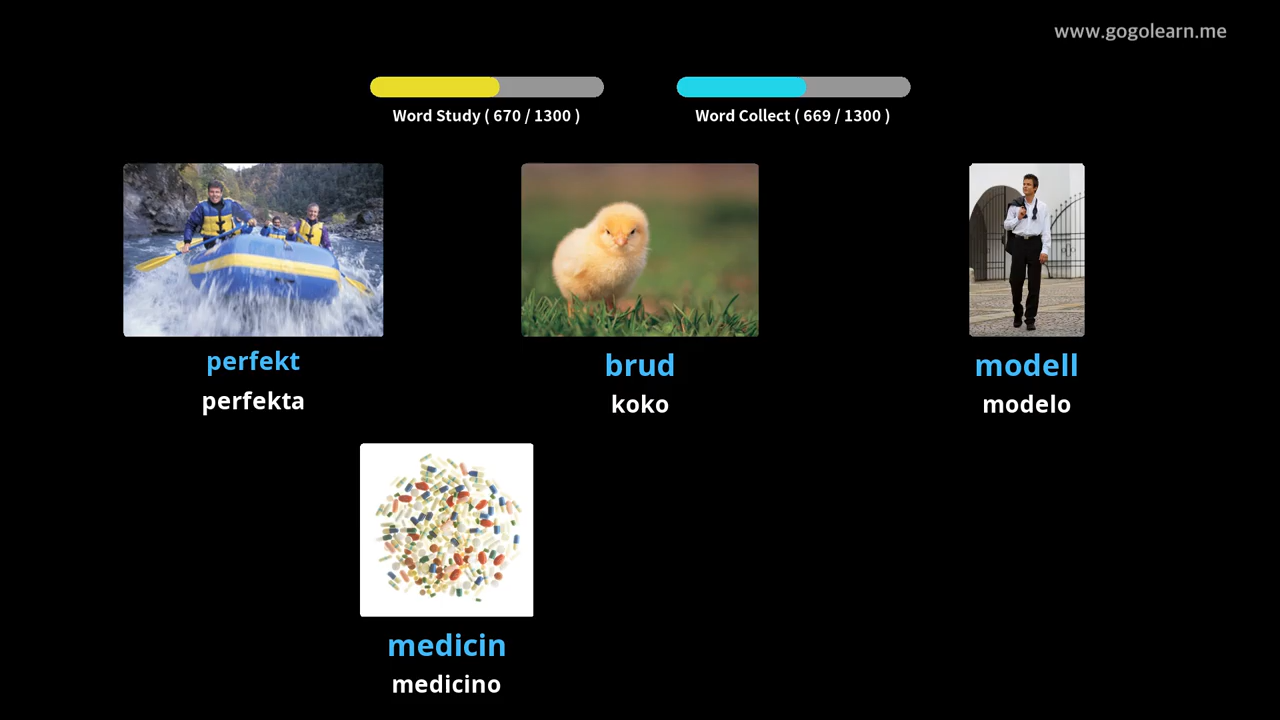 www.gogolearn.me
Word Study ( 670 / 1300 )
Word Collect ( 669 / 1300 )
perfekt
perfekta
brud
koko
modell
modelo
medicin
medicino